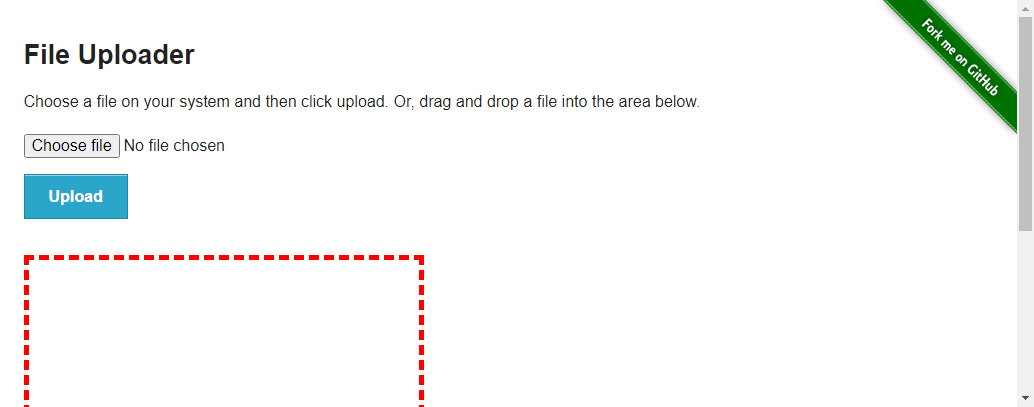 Fork me on GitHub
File Uploader
Choose a file on your system and then click upload. Or, drag and drop a file into the area below.
Choose file No file chosen
Upload